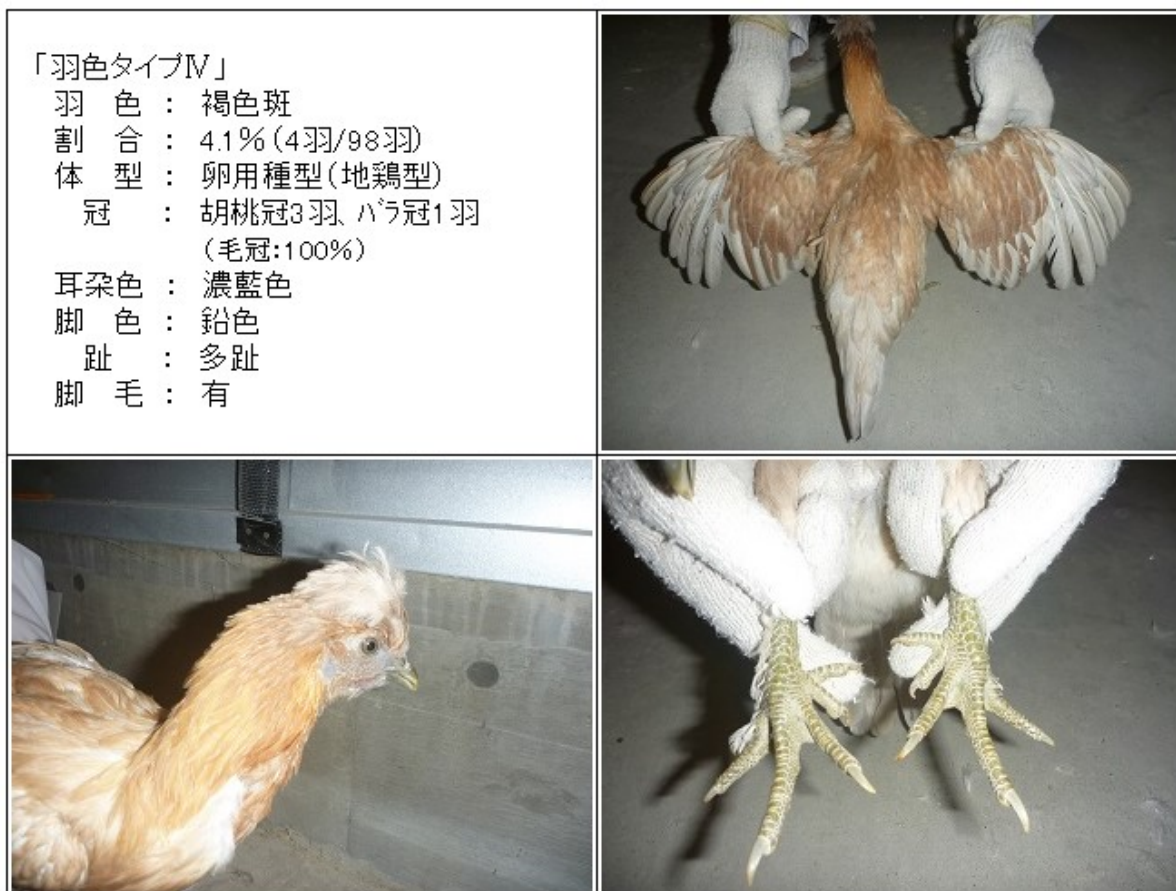 「羽色タイプⅣ」
羽 色 : 褐色斑
割 合 : 4.1%(4羽/98羽)
体 型 : 卵用種型(地鶏型)
冠 : 胡桃冠3羽、バラ冠1羽
(毛冠:100%)
耳朶色 : 濃藍色
脚 色 : 鉛色
趾 : 多趾
脚 毛 : 有